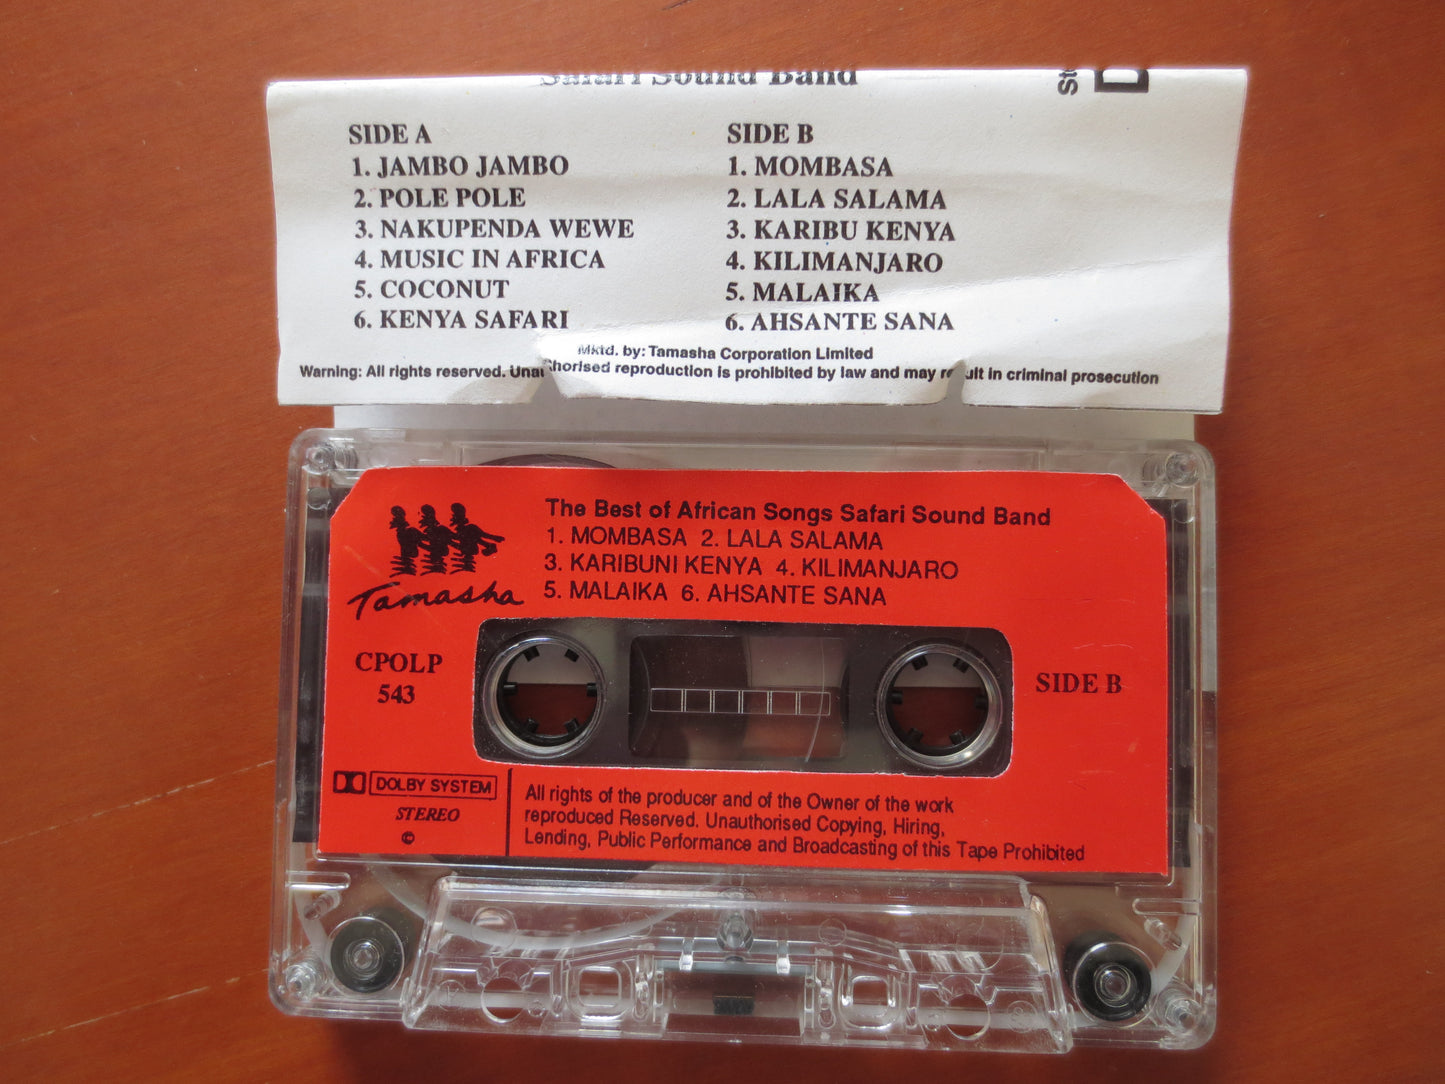 Safari Sound Band
SIDE A
1. JAMBO JAMBO
2. POLE POLE
3. NAKUPENDA WEWE
4. MUSIC IN AFRICA
5. COCONUT
6. KENYA SAFARI
SIDE B
1. MOMBASA
2. LALA SALAMA
3. KARIBU KENYA
4. KILIMANJARO
5. MALAIKA
6. AHSANTE SANA
Mktd. by: Tamasha Corporation Limited
Warning: All rights reserved. Unauthorised reproduction is prohibited by law and may result in criminal prosecution
The Best of African Songs Safari Sound Band
1. MOMBASA 2. LALA SALAMA
3. KARIBUNI KENYA 4. KILIMANJARO
5. MALAIKA 6. AHSANTE SANA
Tamasha
CPOLP
543
SIDE B
DOLBY SYSTEM
STEREO
©
All rights of the producer and of the Owner of the work
reproduced Reserved. Unauthorised Copying, Hiring,
Lending, Public Performance and Broadcasting of this Tape Prohibited